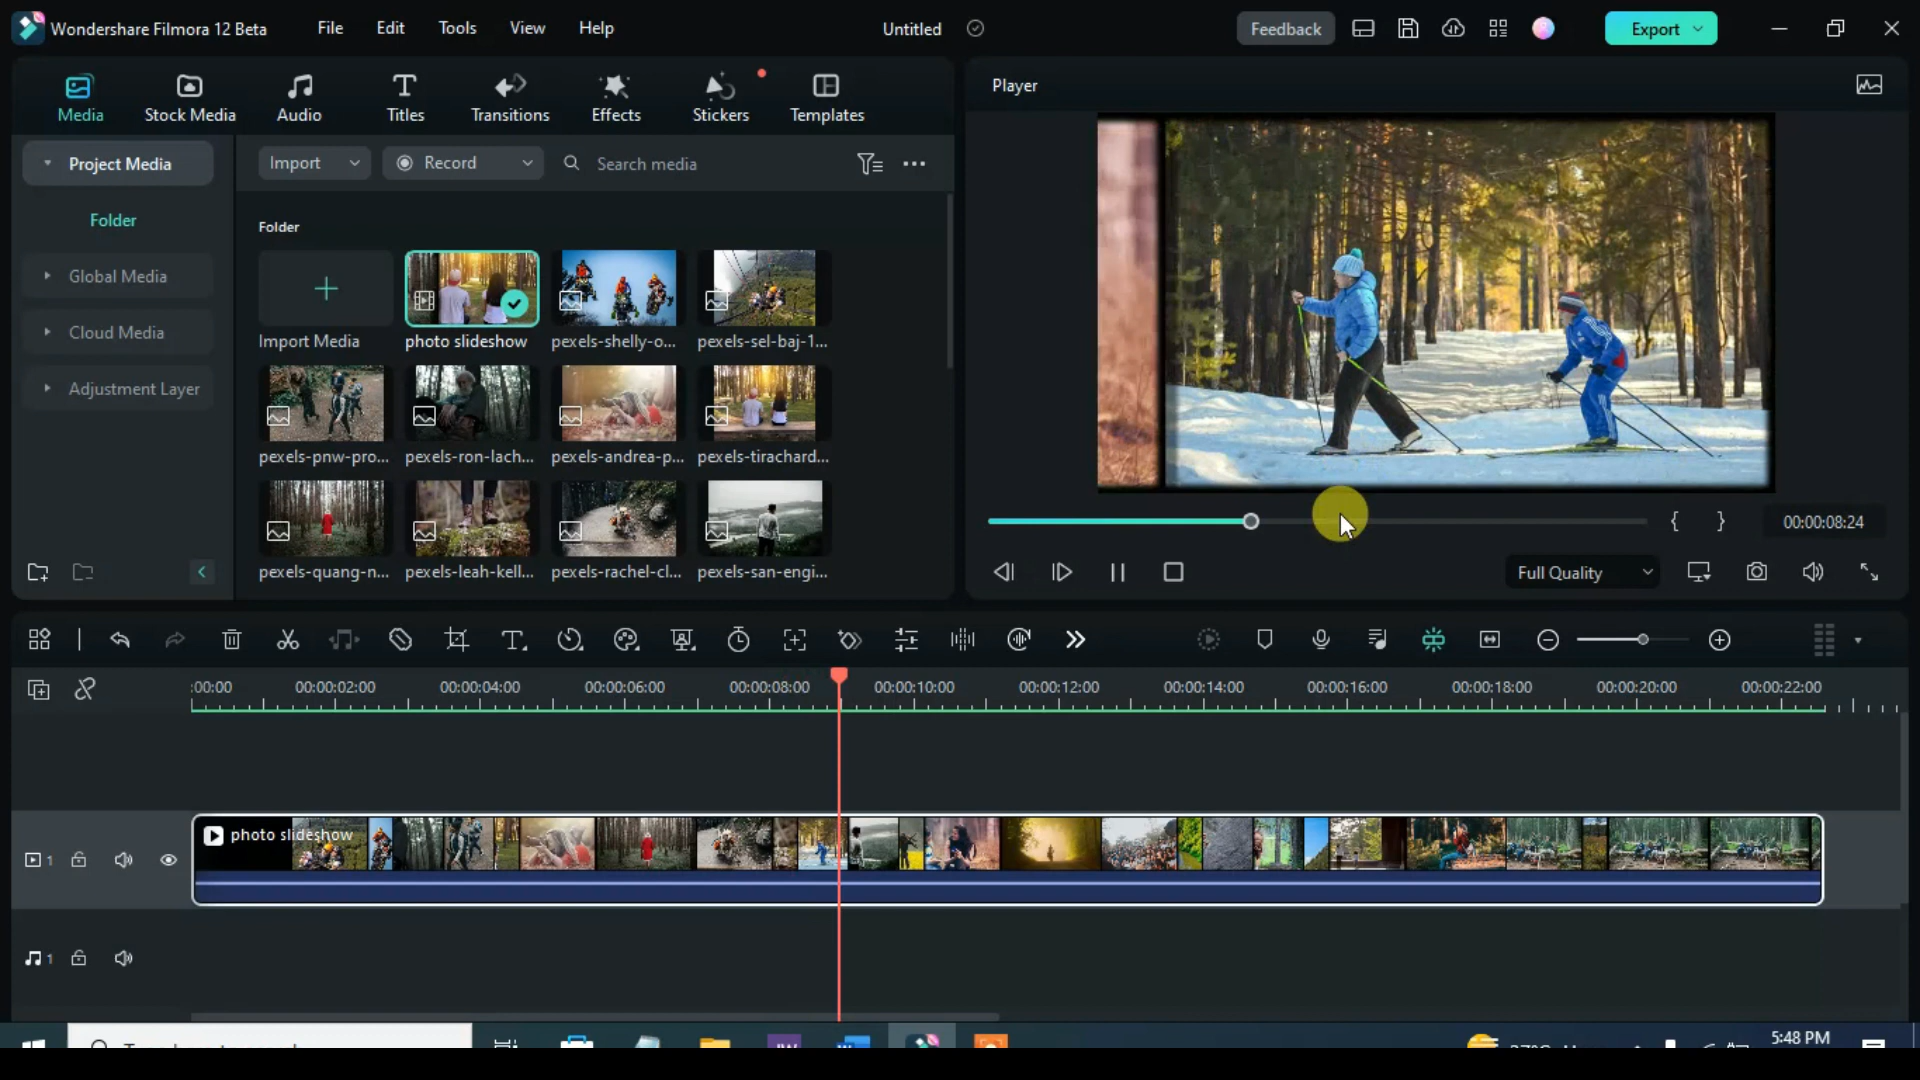 Wondershare Filmora 12 Beta
File
Edit
Tools
View
Help
Untitled
Feedback
Export
Media
Stock Media
Audio
Titles
Transitions
Effects
Stickers
Templates
Player
Project Media
Import
Record
Search media
Folder
Folder
Global Media
Cloud Media
Adjustment Layer
Import Media
photo slideshow
pexels-shelly-o...
pexels-sel-baj-1...
pexels-pnw-pro...
pexels-ron-lach...
pexels-andrea-p...
pexels-tirachard...
pexels-quang-n...
pexels-leah-kell...
pexels-rachel-cl...
pexels-san-engi...
{ }
00:00:08:24
Full Quality
:00:00
00:00:02:00
00:00:04:00
00:00:06:00
00:00:08:00
00:00:10:00
00:00:12:00
00:00:14:00
00:00:16:00
00:00:18:00
00:00:20:00
00:00:22:00
photo slideshow
1
1
5:48 PM